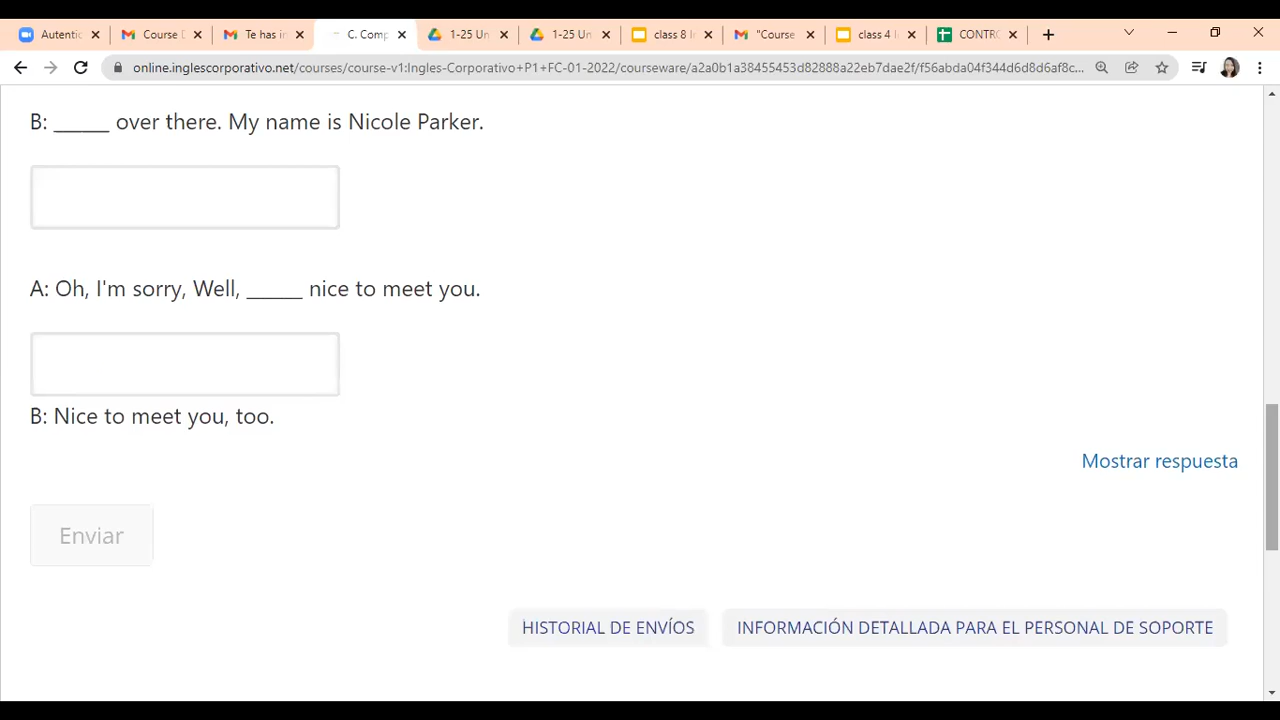 Autentic
Course D
Te has in
C. Comp
1-25 Un
1-25 Un
class 8 I
"Course
class 4 I
CONTRO
online.inglescorporativo.net/courses/course-v1:Ingles-Corporativo+P1+FC-01-2022/courseware/a2a0b1a38455453d82888a22eb7dae2f/f56abda04f344d6d8d6af8c...
B: ______ over there. My name is Nicole Parker.
A: Oh, I'm sorry, Well, ______ nice to meet you.
B: Nice to meet you, too.
Mostrar respuesta
Enviar
HISTORIAL DE ENVÍOS
INFORMACIÓN DETALLADA PARA EL PERSONAL DE SOPORTE